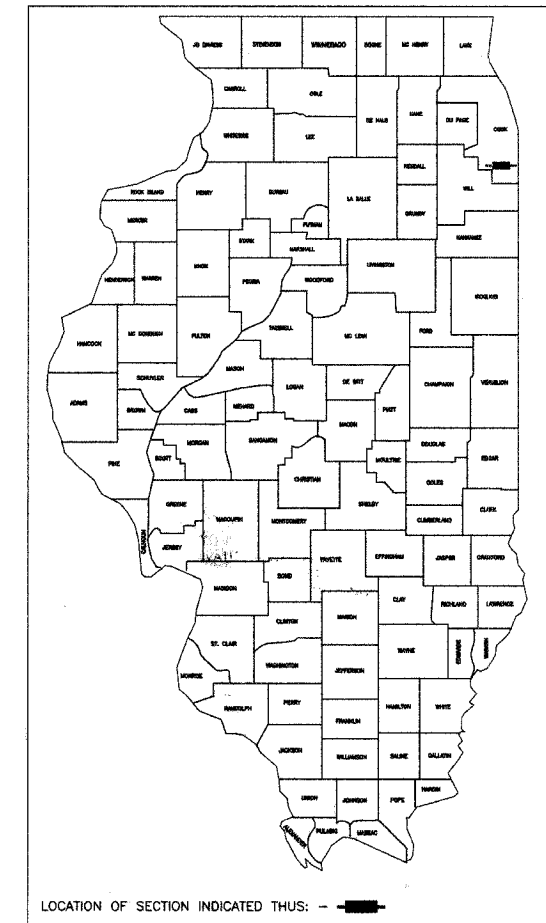 JO DAVIESS STEPHENSON WINNEBAGO BOONE MC HENRY LAKE
CARROLL OGLE DE KALB KANE DU PAGE COOK
WHITESIDE LEE KENDALL WILL
ROCK ISLAND HENRY BUREAU LA SALLE GRUNDY
MERCER PUTNAM KANKAKEE
STARK MARSHALL LIVINGSTON
HENDERSON WARREN KNOX PEORIA WOODFORD IROQUOIS
HANCOCK MC DONOUGH FULTON TAZEWELL MC LEAN FORD
SCHUYLER MASON LOGAN DE WITT CHAMPAIGN VERMILION
ADAMS BROWN CASS MENARD PIATT
MORGAN SANGAMON MACON DOUGLAS EDGAR
PIKE SCOTT CHRISTIAN MOULTRIE COLES
GREENE MACOUPIN MONTGOMERY SHELBY CUMBERLAND CLARK
CALHOUN JERSEY FAYETTE EFFINGHAM JASPER CRAWFORD
MADISON BOND CLAY RICHLAND LAWRENCE
CLINTON MARION
ST. CLAIR WAYNE EDWARDS WABASH
MONROE WASHINGTON JEFFERSON
RANDOLPH PERRY HAMILTON WHITE
FRANKLIN
JACKSON WILLIAMSON SALINE GALLATIN
UNION JOHNSON POPE HARDIN
ALEXANDER PULASKI MASSAC
LOCATION OF SECTION INDICATED THUS: -